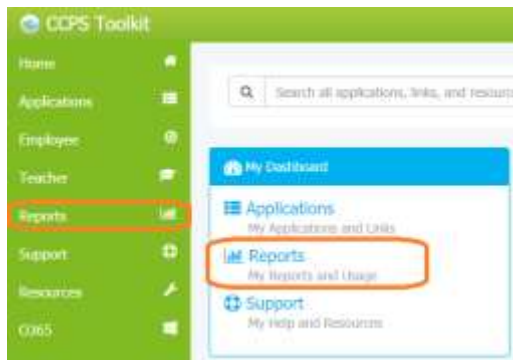 CCPS Toolkit
Home
Applications
Employee
Teacher
Reports
Support
Resources
O365
Search all applications, links, and resourc
My Dashboard
Applications
My Applications and Links
Reports
My Reports and Usage
Support
My Help and Resources